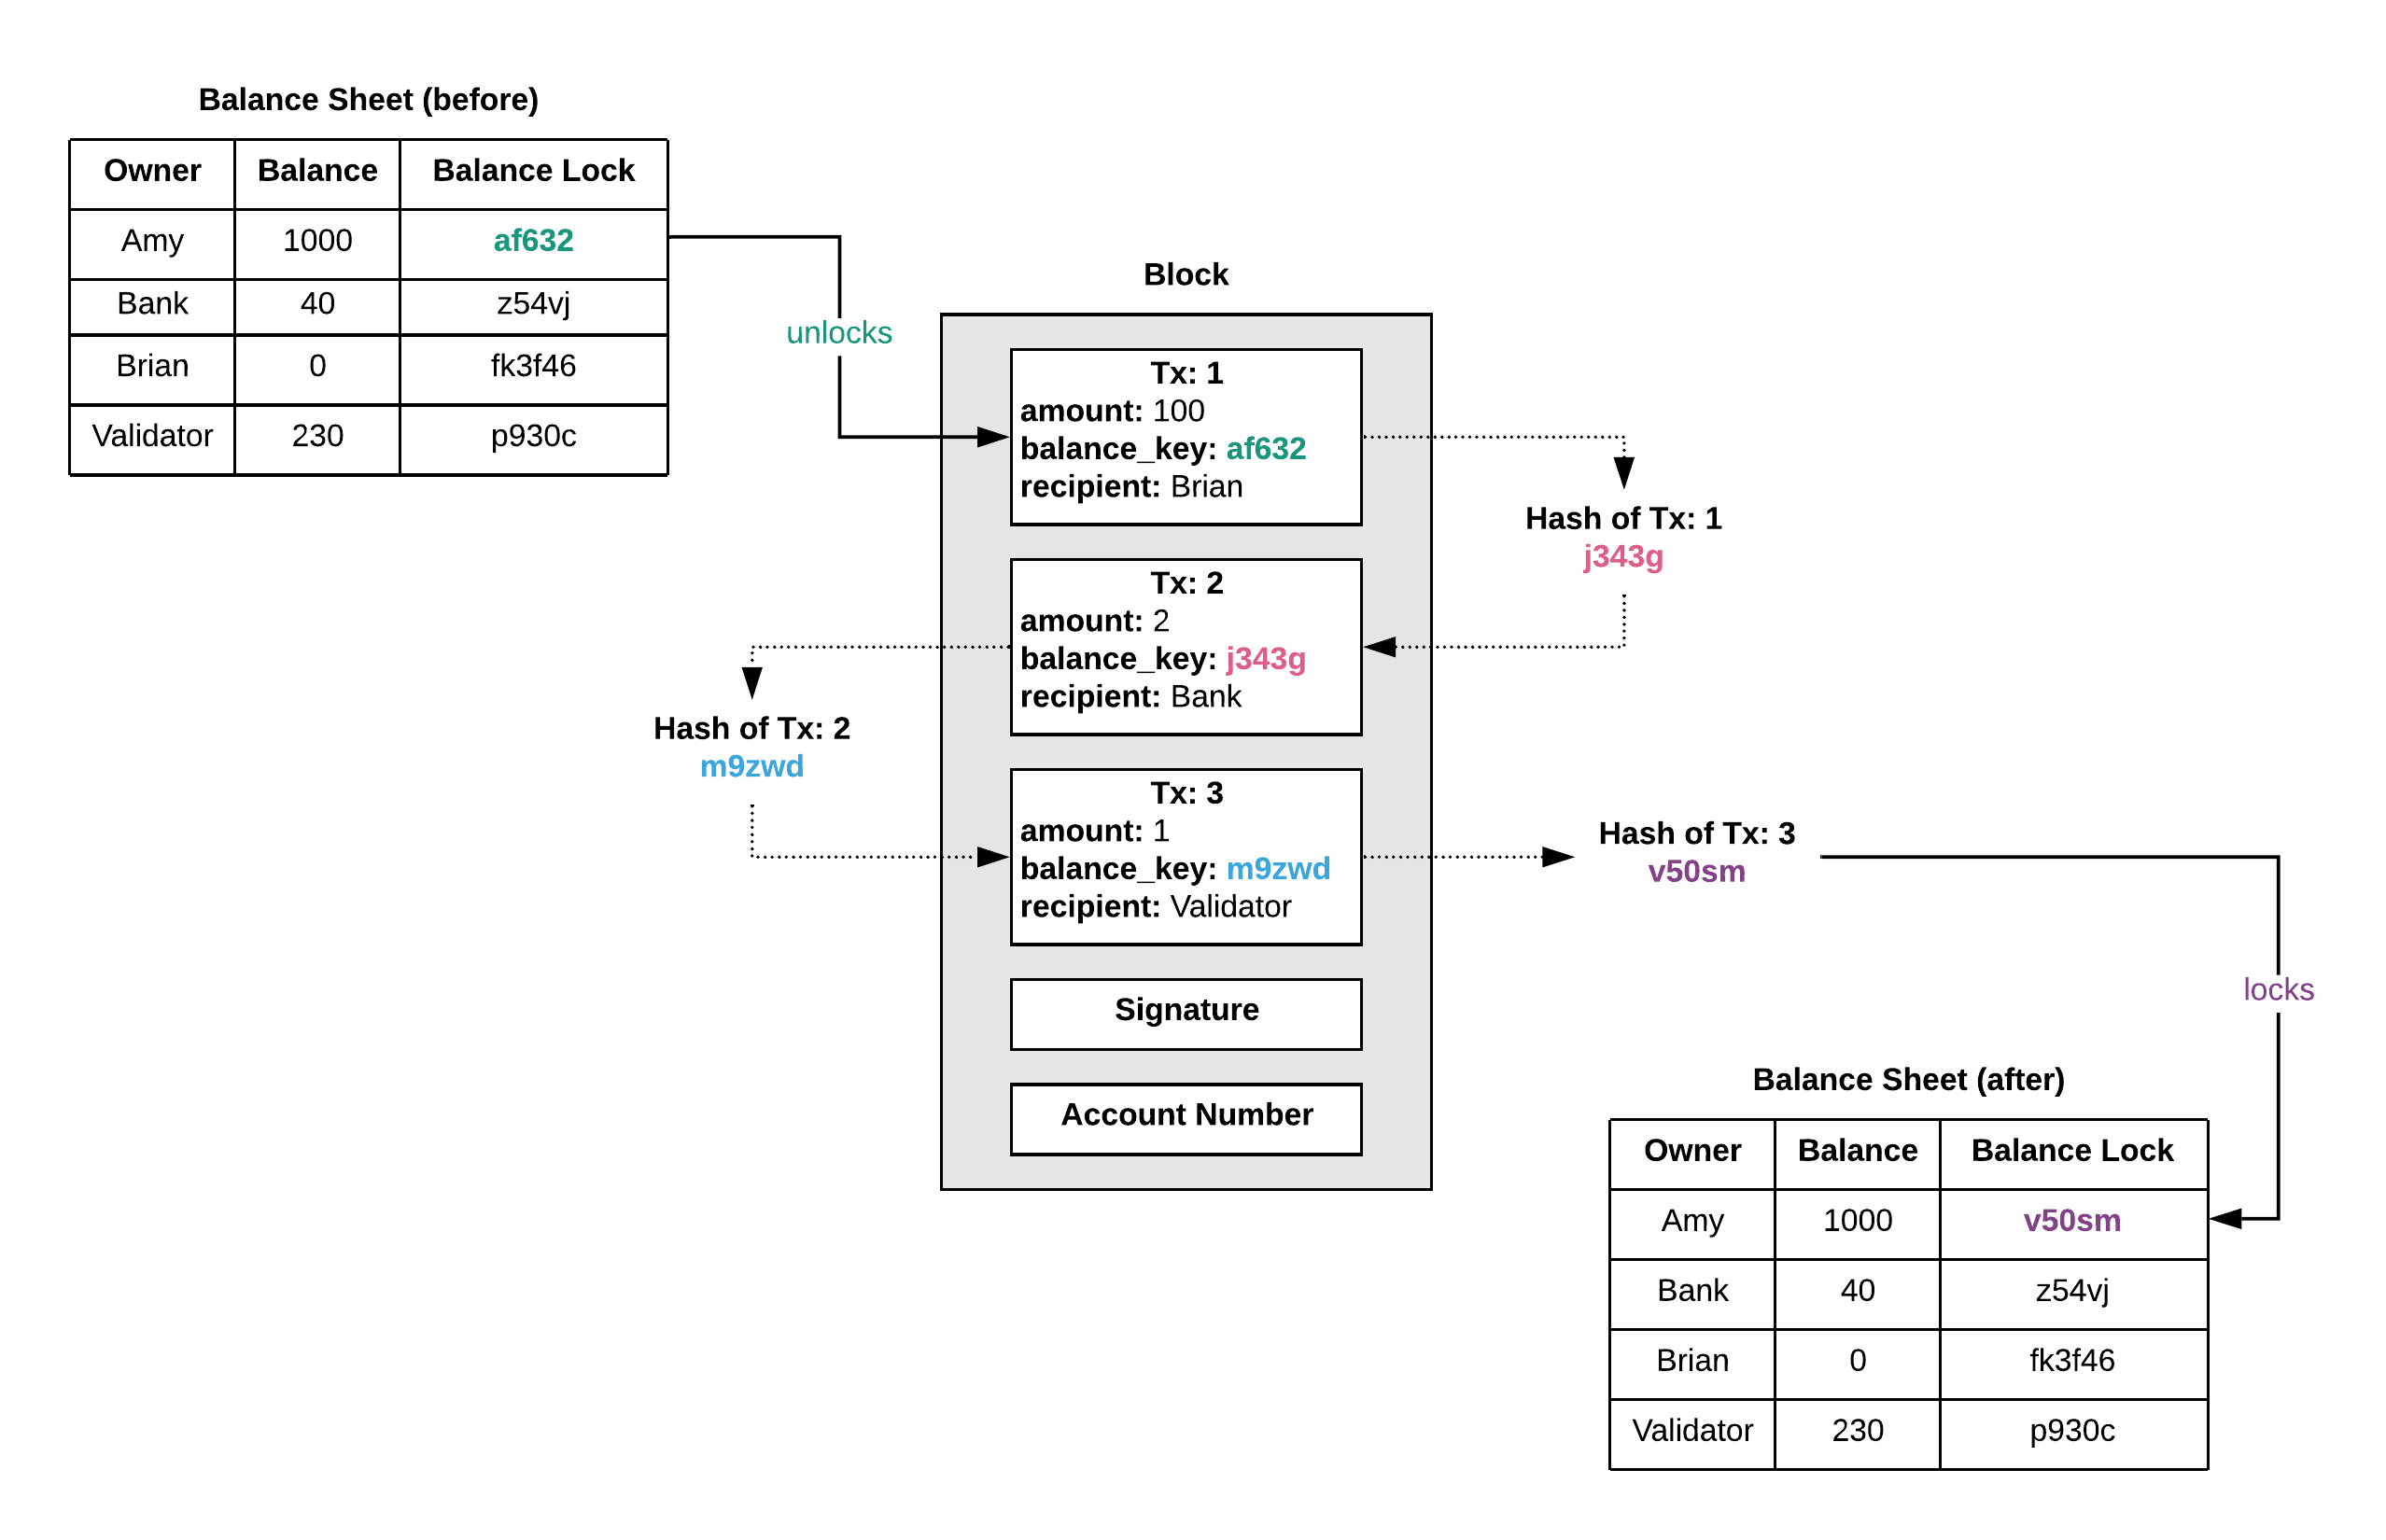 Balance Sheet (before)
Owner Balance Balance Lock
Amy 1000 af632
Bank 40 z54vj
Brian 0 fk3f46
Validator 230 p930c
unlocks
Block
Tx: 1
amount: 100
balance_key: af632
recipient: Brian
Hash of Tx: 1
j343g
Tx: 2
amount: 2
balance_key: j343g
recipient: Bank
Hash of Tx: 2
m9zwd
Tx: 3
amount: 1
balance_key: m9zwd
recipient: Validator
Hash of Tx: 3
v50sm
Signature
Account Number
locks
Balance Sheet (after)
Owner Balance Balance Lock
Amy 1000 v50sm
Bank 40 z54vj
Brian 0 fk3f46
Validator 230 p930c